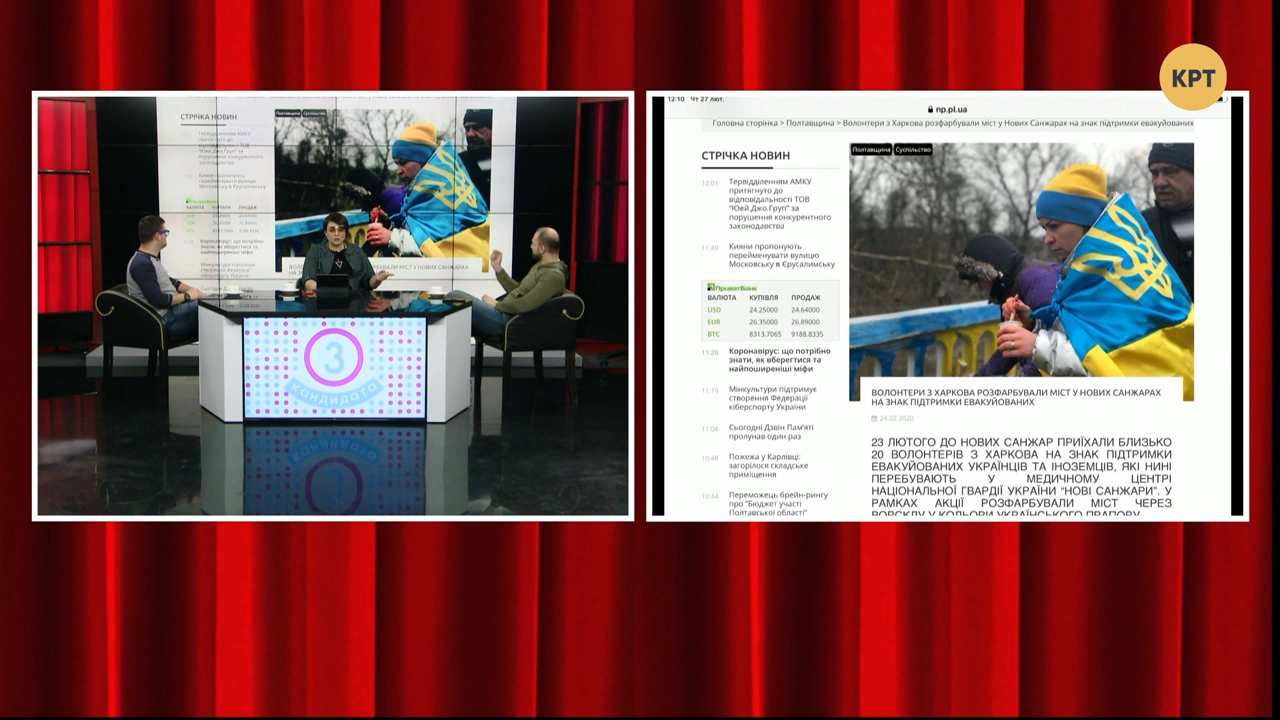 КРТ
СТРІЧКА НОВИН
Полтавщина
Суспільство
3
кандидата
12:10 Чт 27 лют.
np.pl.ua
Головна сторінка > Полтавщина > Волонтери з Харкова розфарбували міст у Нових Санжарах на знак підтримки евакуйованих
СТРІЧКА НОВИН
12:01 Тервідділенням АМКУ
притягнуто до
відповідальності ТОВ
"Юей.Джо.Груп" за
порушення конкурентного
законодавства
11:49 Кияни пропонують
перейменувати вулицю
Московську в Єрусалимську
ПриватБанк
ВАЛЮТА КУПІВЛЯ ПРОДАЖ
USD 24.25000 24.64000
EUR 26.35000 26.89000
BTC 8313.7065 9188.8335
11:26 Коронавірус: що потрібно
знати, як вберегтися та
найпоширеніші міфи
11:19 Мінкультури підтримує
створення Федерації
кіберспорту України
11:04 Сьогодні Дзвін Пам'яті
пролунав один раз
10:48 Пожежа у Карлівці:
загорілося складське
приміщення
10:44 Переможець брейн-рингу
про "Бюджет участі
Полтавської області"
Полтавщина Суспільство
ВОЛОНТЕРИ З ХАРКОВА РОЗФАРБУВАЛИ МІСТ У НОВИХ САНЖАРАХ
НА ЗНАК ПІДТРИМКИ ЕВАКУЙОВАНИХ
24.02.2020
23 ЛЮТОГО ДО НОВИХ САНЖАР ПРИЇХАЛИ БЛИЗЬКО
20 ВОЛОНТЕРІВ З ХАРКОВА НА ЗНАК ПІДТРИМКИ
ЕВАКУЙОВАНИХ УКРАЇНЦІВ ТА ІНОЗЕМЦІВ, ЯКІ НИНІ
ПЕРЕБУВАЮТЬ У МЕДИЧНОМУ ЦЕНТРІ
НАЦІОНАЛЬНОЇ ГВАРДІЇ УКРАЇНИ "НОВІ САНЖАРИ". У
РАМКАХ АКЦІЇ РОЗФАРБУВАЛИ МІСТ ЧЕРЕЗ
ВОРСКЛУ У КОЛЬОРИ УКРАЇНСЬКОГО ПРАПОРУ